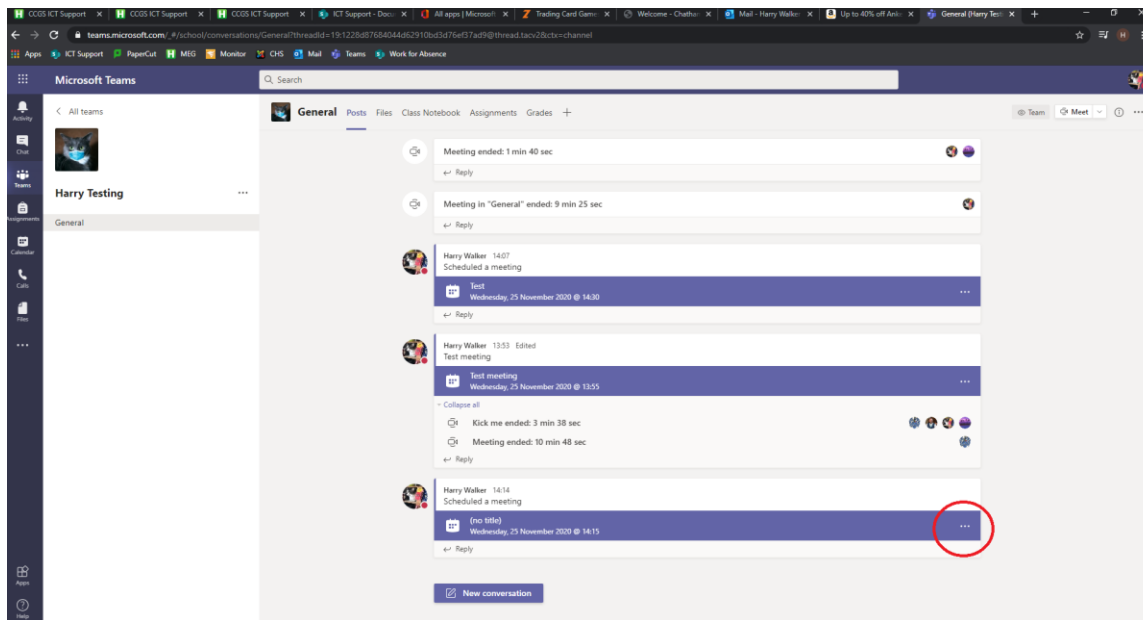 CCGS ICT Support CCGS ICT Support CCGS ICT Support ICT Support - Docu All apps | Microsoft Trading Card Game Welcome - Chathan Mail - Harry Walker Up to 40% off Anke General (Harry Testi
teams.microsoft.com/_#/school/conversations/General?threadId=19:1228d87684044d62910bd3d76ef37ad9@thread.tacv2&ctx=channel
Apps ICT Support PaperCut MEG Monitor CHS Mail Teams Work for Absence
Microsoft Teams
Search
Activity
Chat
Teams
Assignments
Calendar
Calls
Files
Apps
Help
All teams
Harry Testing
General
General Posts Files Class Notebook Assignments Grades
Team Meet
Meeting ended: 1 min 40 sec
Reply
Meeting in "General" ended: 9 min 25 sec
Reply
Harry Walker 14:07
Scheduled a meeting
Test
Wednesday, 25 November 2020 @ 14:30
Reply
Harry Walker 13:53 Edited
Test meeting
Test meeting
Wednesday, 25 November 2020 @ 13:55
Collapse all
Kick me ended: 3 min 38 sec
Meeting ended: 10 min 48 sec
Reply
Harry Walker 14:14
Scheduled a meeting
(no title)
Wednesday, 25 November 2020 @ 14:15
Reply
New conversation